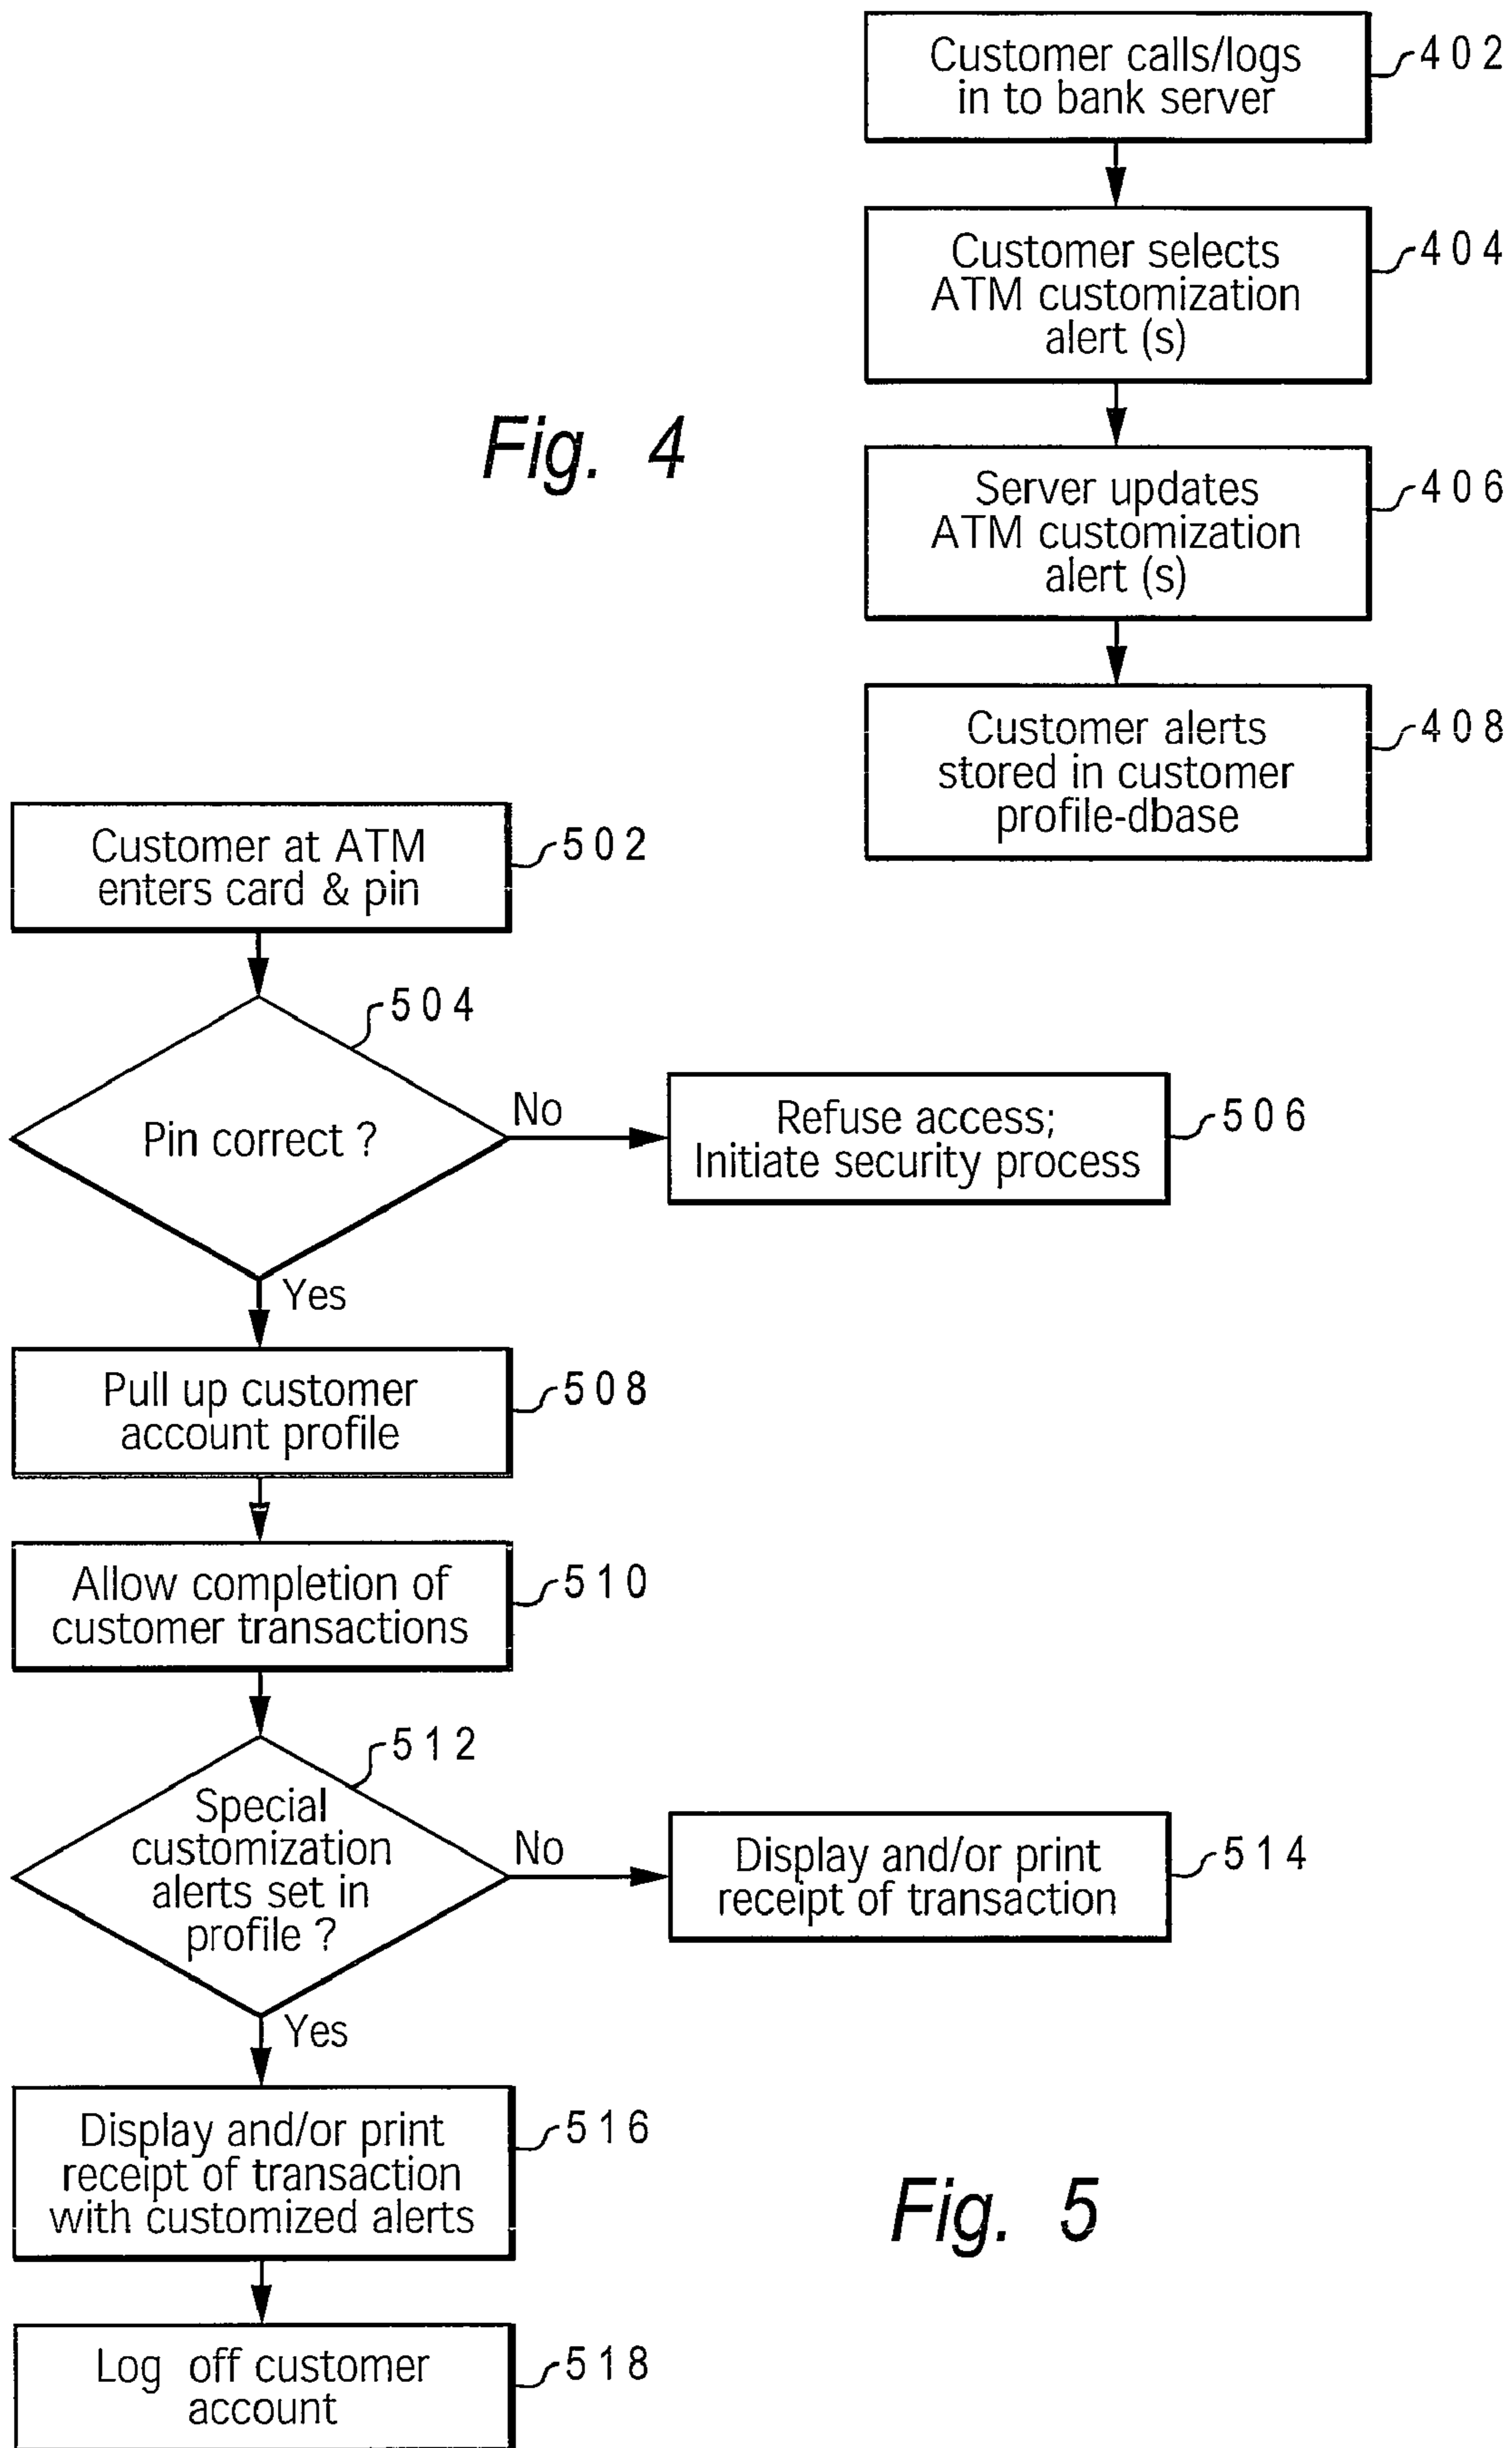 Customer calls/logs
in to bank server
402
Customer selects
ATM customization
alert (s)
404
Fig. 4
Server updates
ATM customization
alert (s)
406
Customer alerts
stored in customer
profile-dbase
408
Customer at ATM
enters card & pin
502
504
Pin correct ?
No
Refuse access;
Initiate security process
506
Yes
Pull up customer
account profile
508
Allow completion of
customer transactions
510
512
Special
customization
alerts set in
profile ?
No
Display and/or print
receipt of transaction
514
Yes
Display and/or print
receipt of transaction
with customized alerts
516
Fig. 5
Log off customer
account
518